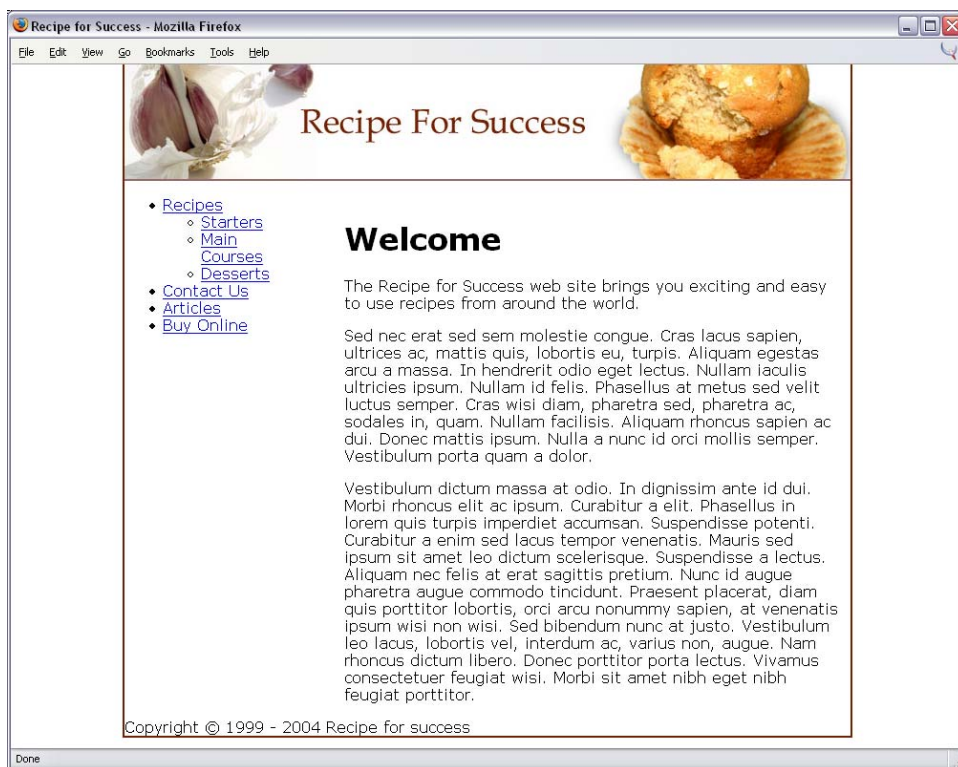 Recipe for Success - Mozilla Firefox
File Edit View Go Bookmarks Tools Help
Recipe For Success
Recipes
Starters
Main
Courses
Desserts
Contact Us
Articles
Buy Online
Welcome
The Recipe for Success web site brings you exciting and easy
to use recipes from around the world.
Sed nec erat sed sem molestie congue. Cras lacus sapien,
ultrices ac, mattis quis, lobortis eu, turpis. Aliquam egestas
arcu a massa. In hendrerit odio eget lectus. Nullam iaculis
ultricies ipsum. Nullam id felis. Phasellus at metus sed velit
luctus semper. Cras wisi diam, pharetra sed, pharetra ac,
sodales in, quam. Nullam facilisis. Aliquam rhoncus sapien ac
dui. Donec mattis ipsum. Nulla a nunc id orci mollis semper.
Vestibulum porta quam a dolor.
Vestibulum dictum massa at odio. In dignissim ante id dui.
Morbi rhoncus elit ac ipsum. Curabitur a elit. Phasellus in
lorem quis turpis imperdiet accumsan. Suspendisse potenti.
Curabitur a enim sed lacus tempor venenatis. Mauris sed
ipsum sit amet leo dictum scelerisque. Suspendisse a lectus.
Aliquam nec felis at erat sagittis pretium. Nunc id augue
pharetra augue commodo tincidunt. Praesent placerat, diam
quis porttitor lobortis, orci arcu nonummy sapien, at venenatis
ipsum wisi non wisi. Sed bibendum nunc at justo. Vestibulum
leo lacus, lobortis vel, interdum ac, varius non, augue. Nam
rhoncus dictum libero. Donec porttitor porta lectus. Vivamus
consectetuer feugiat wisi. Morbi sit amet nibh eget nibh
feugiat porttitor.
Copyright © 1999 - 2004 Recipe for success
Done